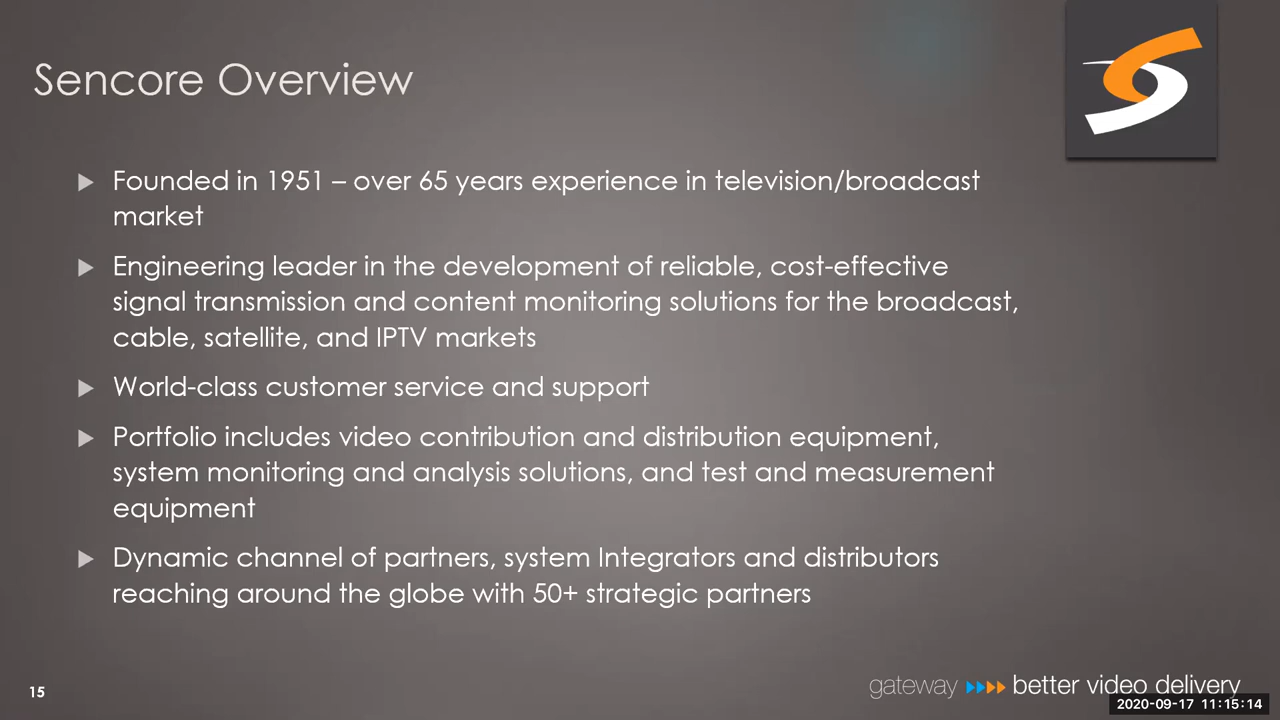 Sencore Overview
Founded in 1951 – over 65 years experience in television/broadcast
market
Engineering leader in the development of reliable, cost-effective
signal transmission and content monitoring solutions for the broadcast,
cable, satellite, and IPTV markets
World-class customer service and support
Portfolio includes video contribution and distribution equipment,
system monitoring and analysis solutions, and test and measurement
equipment
Dynamic channel of partners, system Integrators and distributors
reaching around the globe with 50+ strategic partners
15
gateway better video delivery
2020-09-17 11:15:14